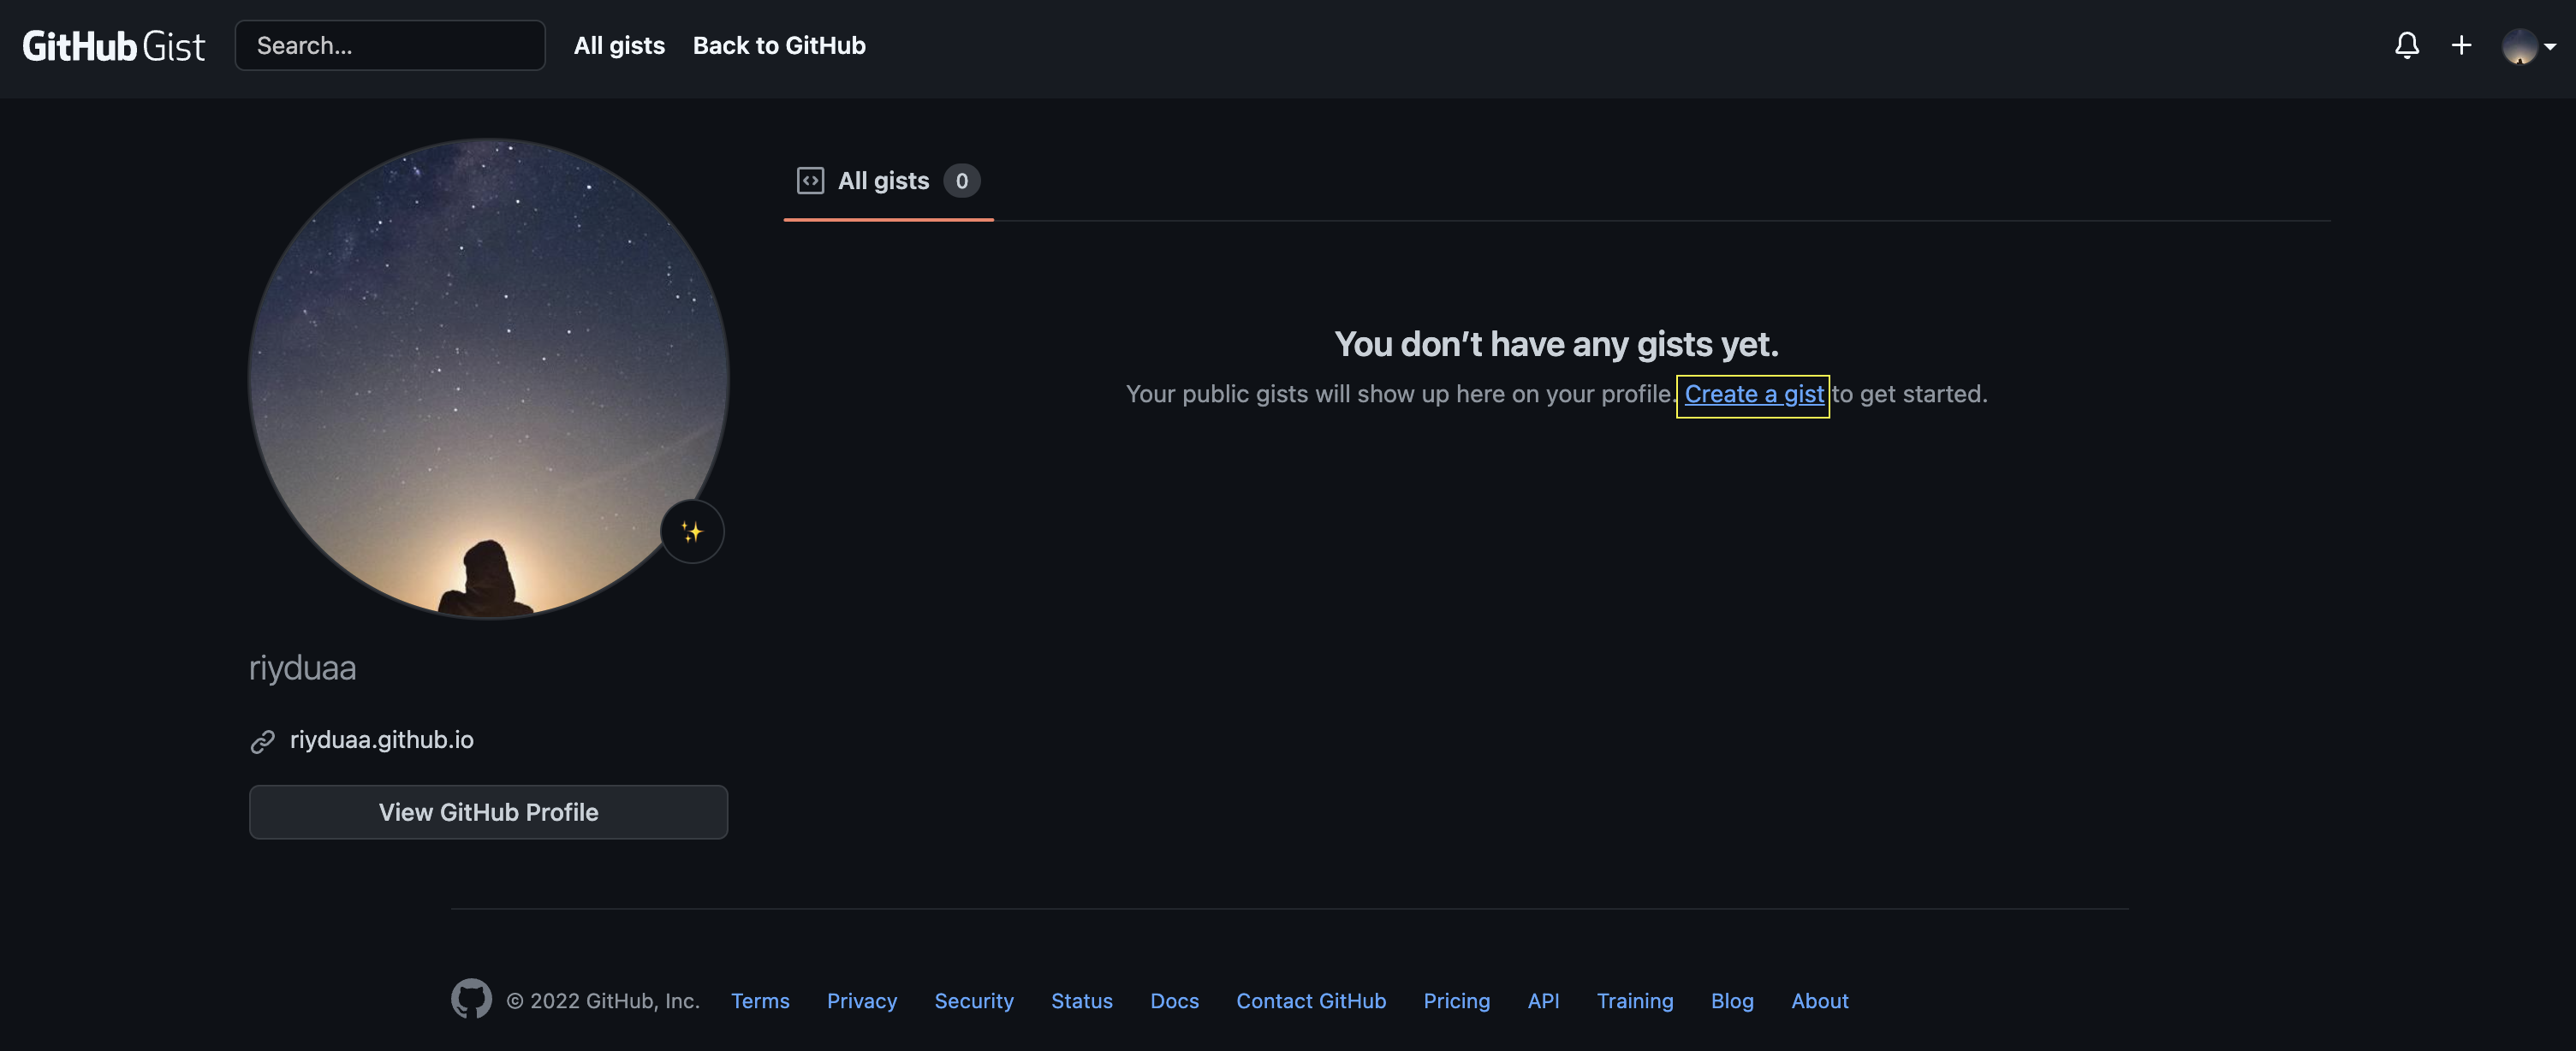 GitHub Gist Search... All gists Back to GitHub
All gists 0
You don’t have any gists yet.
Your public gists will show up here on your profile. Create a gist to get started.
riyduaa
riyduaa.github.io
View GitHub Profile
© 2022 GitHub, Inc. Terms Privacy Security Status Docs Contact GitHub Pricing API Training Blog About